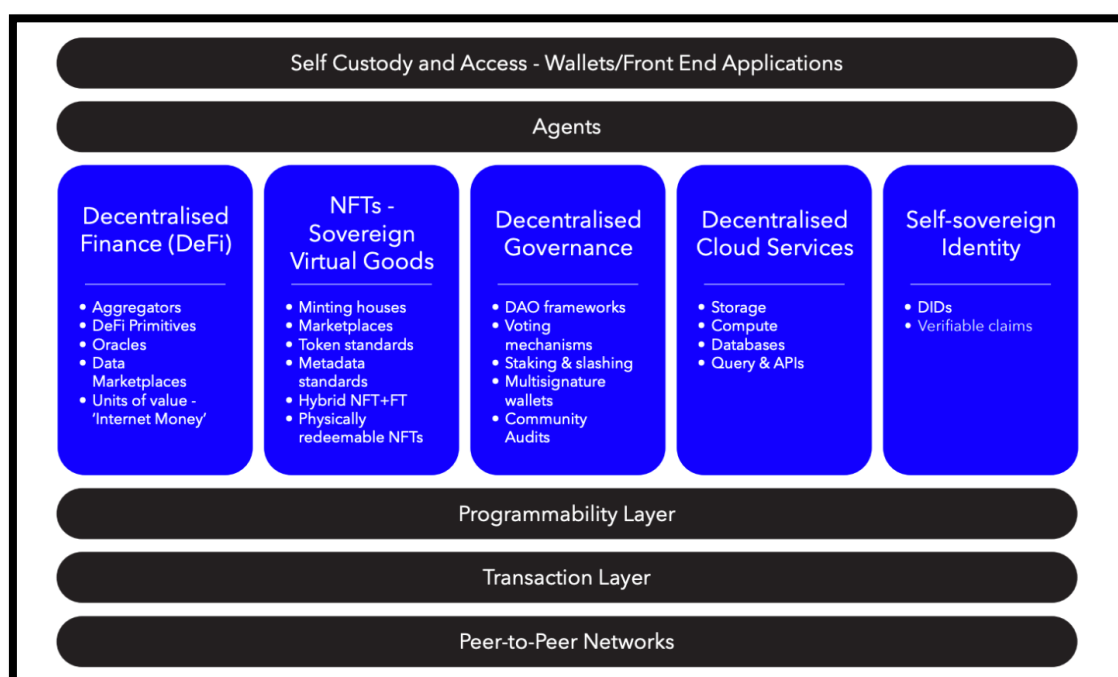 Self Custody and Access - Wallets/Front End Applications
Agents
Decentralised
Finance (DeFi)
• Aggregators
• DeFi Primitives
• Oracles
• Data
Marketplaces
• Units of value -
‘Internet Money’
NFTs -
Sovereign
Virtual Goods
• Minting houses
• Marketplaces
• Token standards
• Metadata
standards
• Hybrid NFT+FT
• Physically
redeemable NFTs
Decentralised
Governance
• DAO frameworks
• Voting
mechanisms
• Staking & slashing
• Multisignature
wallets
• Community
Audits
Decentralised
Cloud Services
• Storage
• Compute
• Databases
• Query & APIs
Self-sovereign
Identity
• DIDs
• Verifiable claims
Programmability Layer
Transaction Layer
Peer-to-Peer Networks